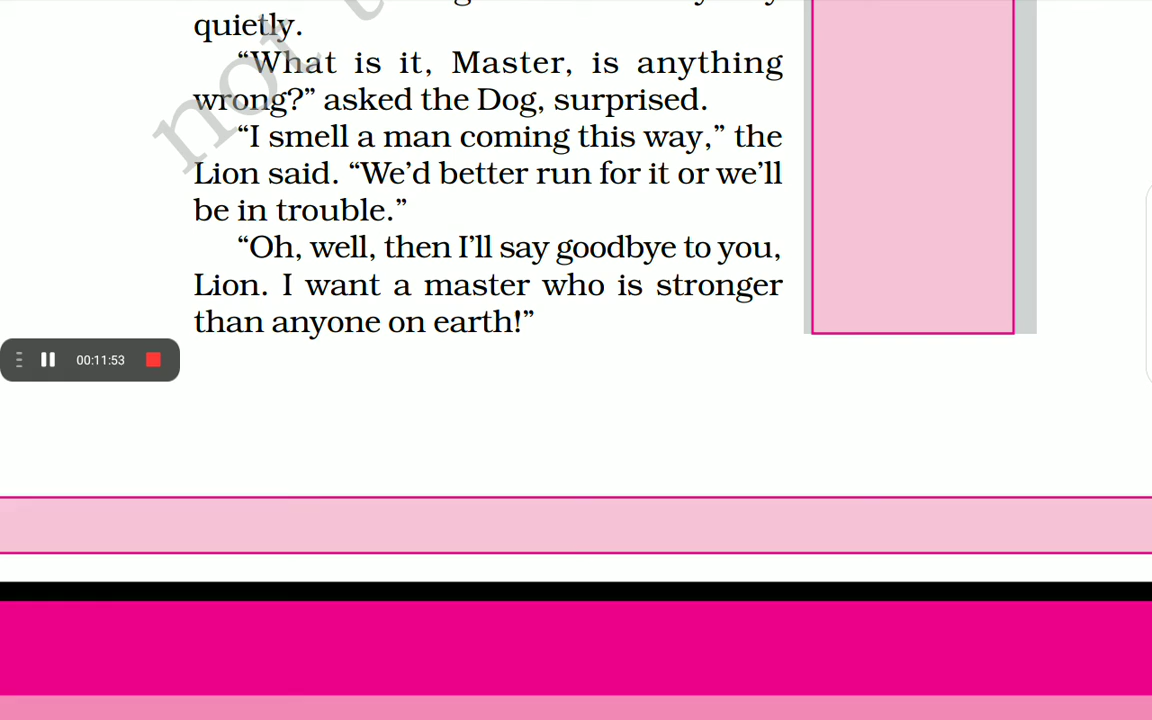 quietly.
“What is it, Master, is anything
wrong?” asked the Dog, surprised.
“I smell a man coming this way,” the
Lion said. “We’d better run for it or we’ll
be in trouble.”
“Oh, well, then I’ll say goodbye to you,
Lion. I want a master who is stronger
than anyone on earth!”
00:11:53
not